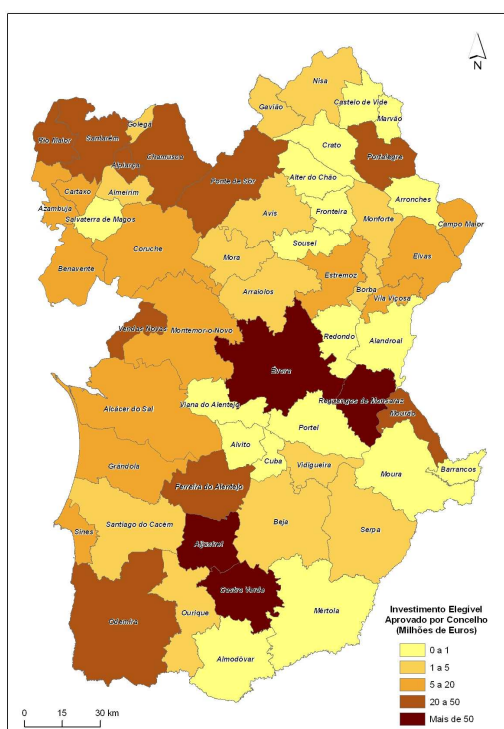 N
Nisa
Gavião
Castelo de Vide
Marvão
Golegã
Rio Maior
Santarém
Chamusca
Crato
Portalegre
Alpiarça
Ponte de Sôr
Alter do Chão
Cartaxo
Almeirim
Arronches
Azambuja
Salvaterra de Magos
Avis
Fronteira
Monforte
Campo Maior
Coruche
Sousel
Elvas
Benavente
Mora
Estremoz
Arraiolos
Borba
Vila Viçosa
Vendas Novas
Montemor-o-Novo
Redondo
Alandroal
Évora
Alcácer do Sal
Viana do Alentejo
Reguengos de Monsaraz
Mourão
Portel
Alvito
Cuba
Grândola
Vidigueira
Moura
Barrancos
Ferreira do Alentejo
Santiago do Cacém
Beja
Serpa
Sines
Aljustrel
Castro Verde
Odemira
Ourique
Mértola
Almodôvar
Investimento Elegível
Aprovado por Concelho
(Milhões de Euros)
0 a 1
1 a 5
5 a 20
20 a 50
Mais de 50
0 15 30 km